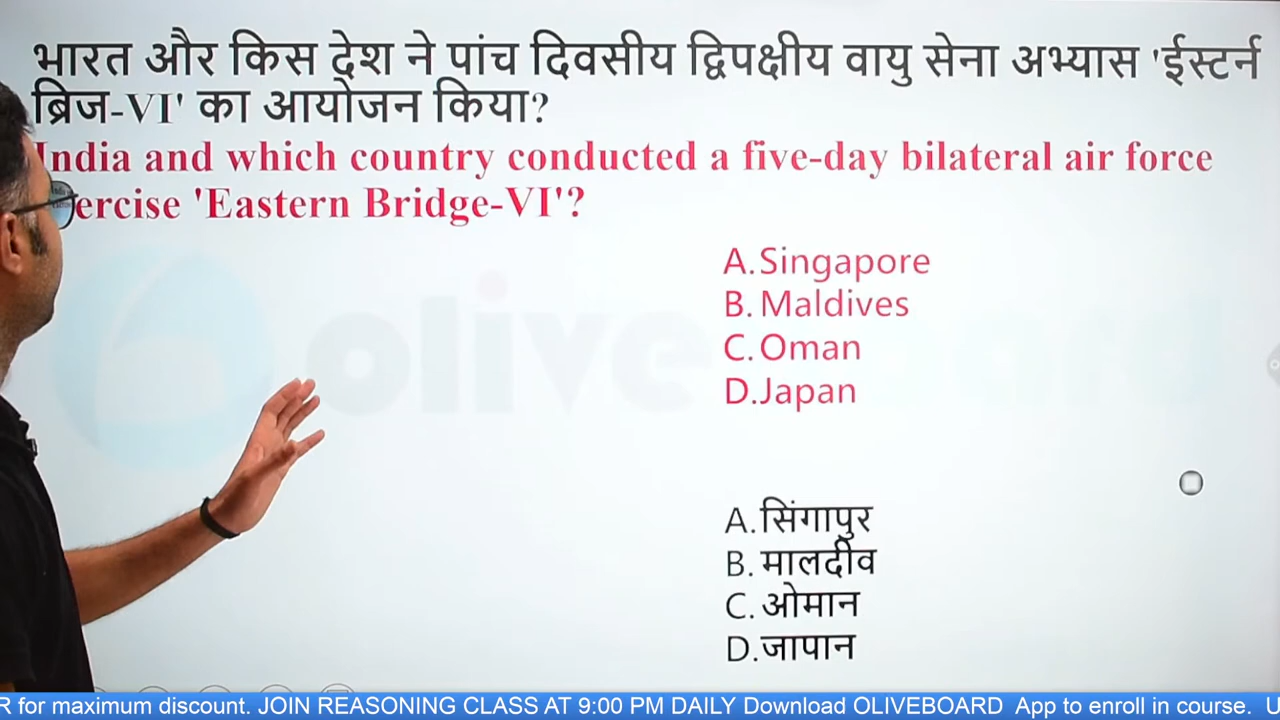 भारत और किस देश ने पांच दिवसीय द्विपक्षीय वायु सेना अभ्यास 'ईस्टर्न
ब्रिज-VI' का आयोजन किया?
India and which country conducted a five-day bilateral air force
ercise 'Eastern Bridge-VI'?
A. Singapore
B. Maldives
C. Oman
D. Japan
olive
A. सिंगापुर
B. मालदीव
C. ओमान
D. जापान
R for maximum discount. JOIN REASONING CLASS AT 9:00 PM DAILY Download OLIVEBOARD App to enroll in course. U